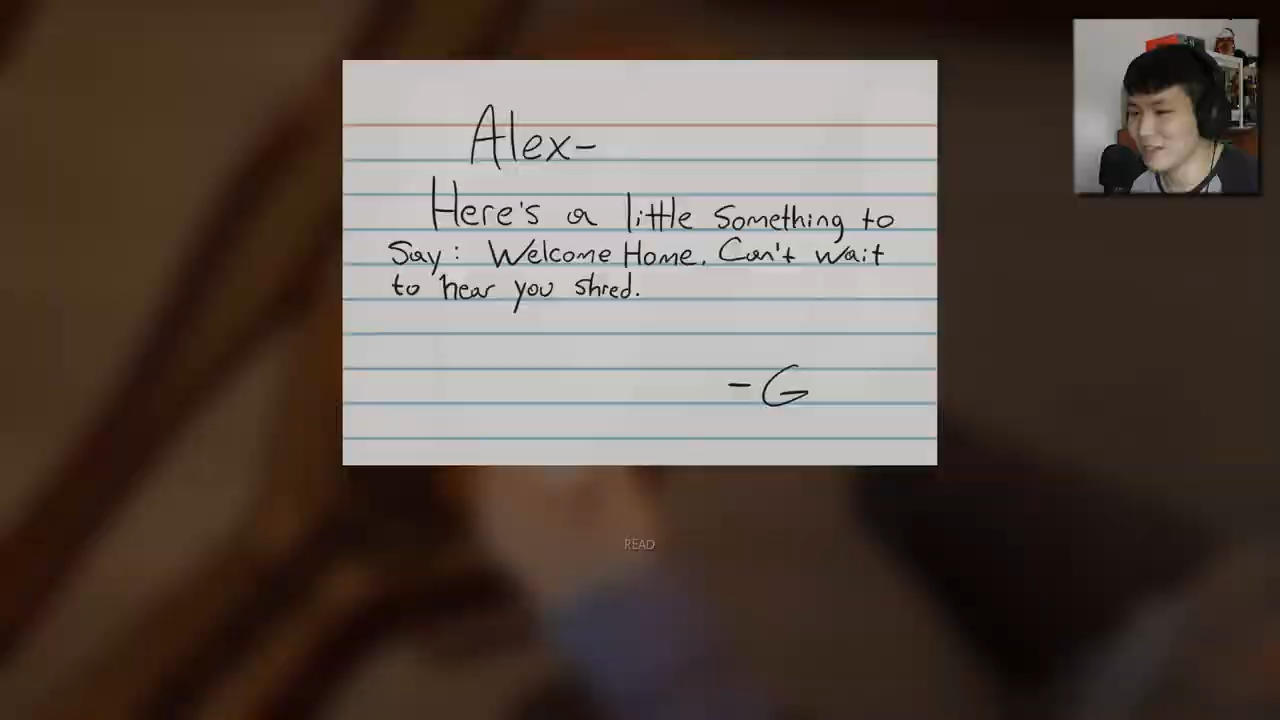 Alex-
Here's a little something to
Say: Welcome Home. Can't wait
to hear you shred.
-G
READ